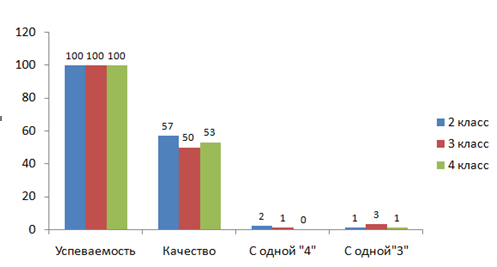 120
100
80
60
40
20
0
100 100 100
57
50
53
2
1
0
1
3
1
Успеваемость
Качество
С одной "4"
С одной"3"
2 класс
3 класс
4 класс